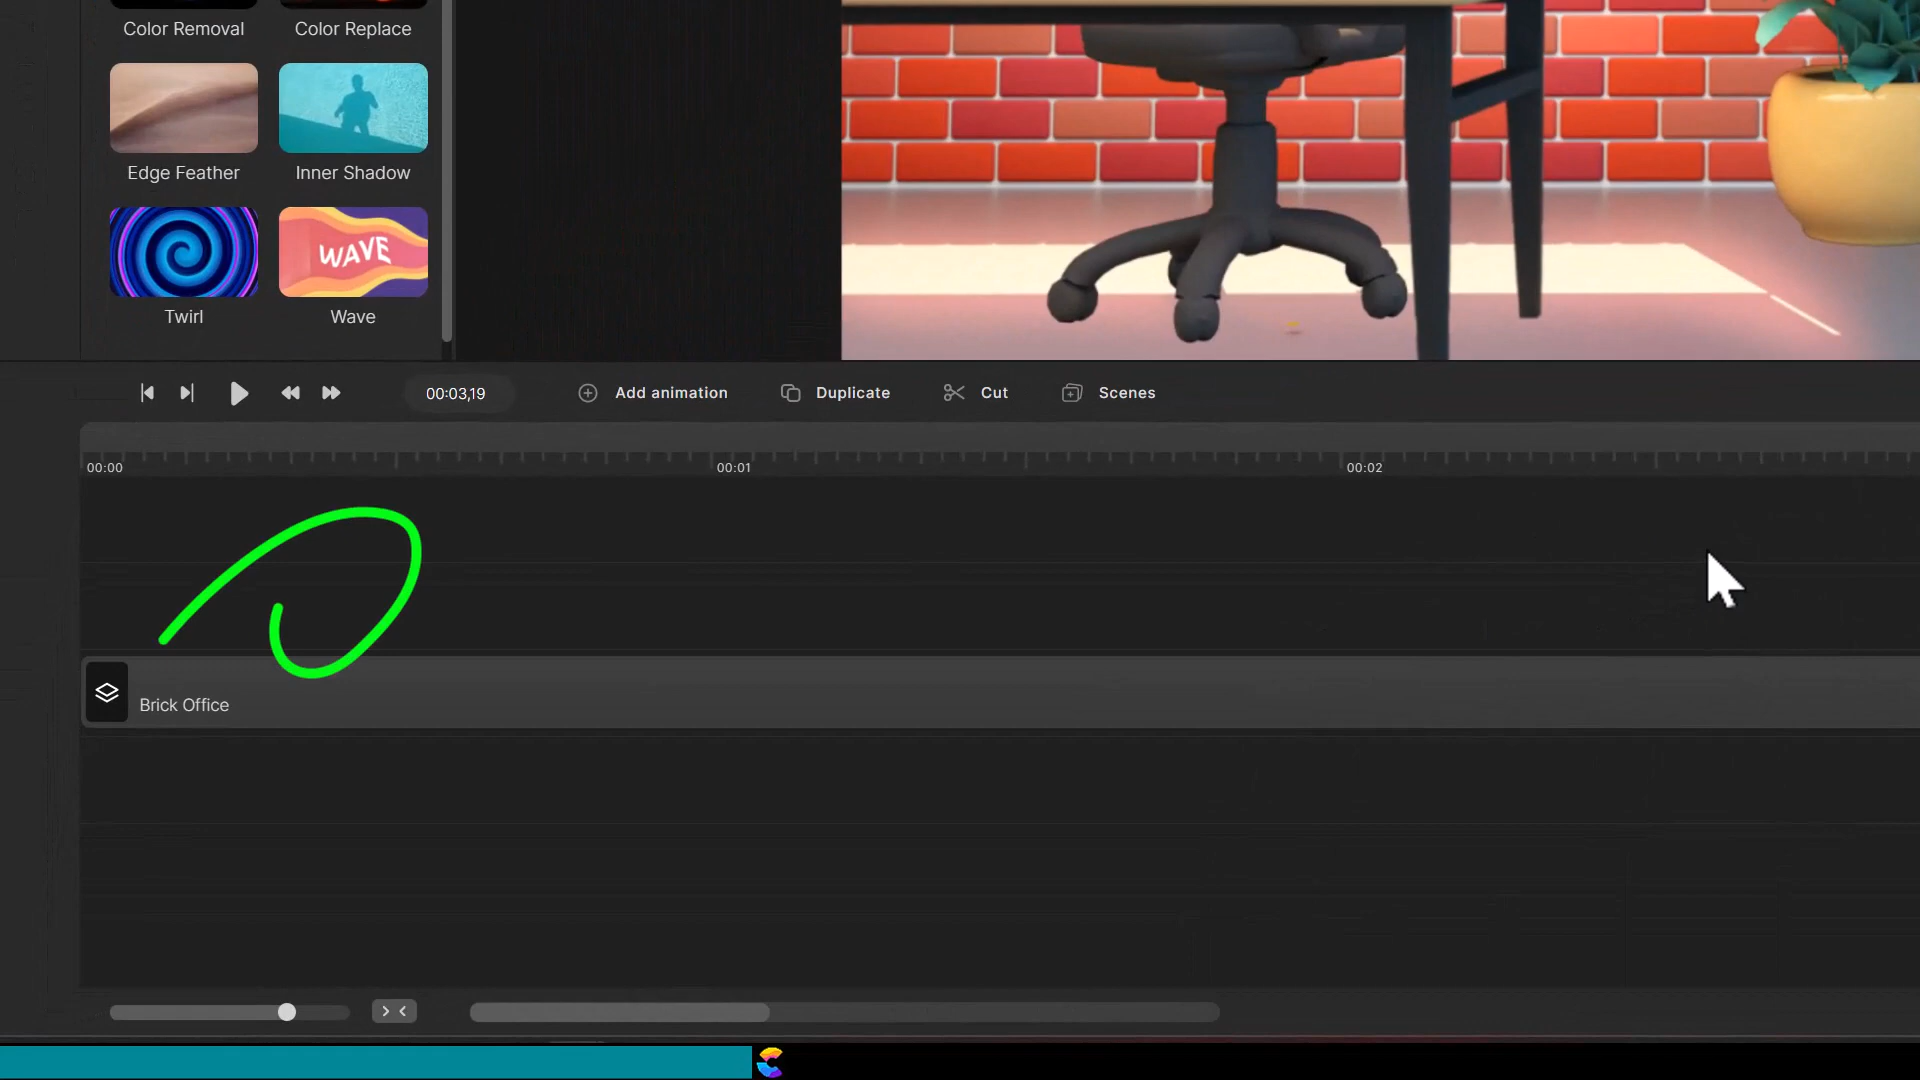 Color Removal Color Replace
Edge Feather Inner Shadow
WAVE
Twirl Wave
00:03,19 Add animation Duplicate Cut Scenes
00:00 00:01 00:02
Brick Office